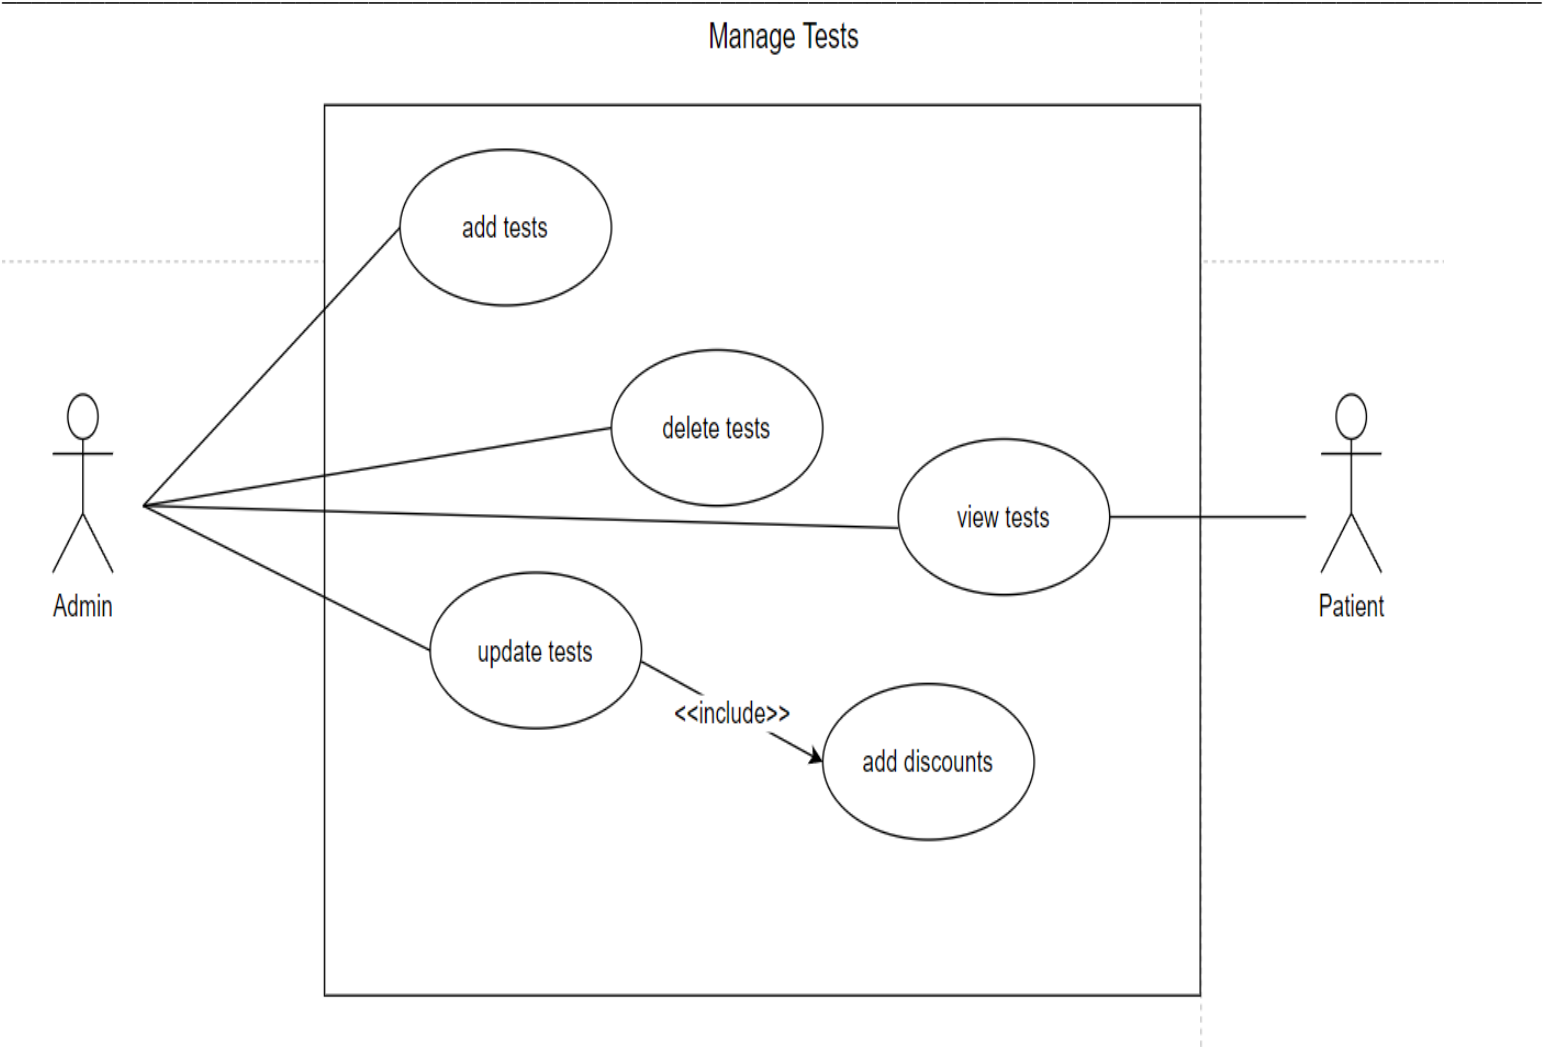 Manage Tests
add tests
delete tests
view tests
Admin
Patient
update tests
<<include>>
add discounts